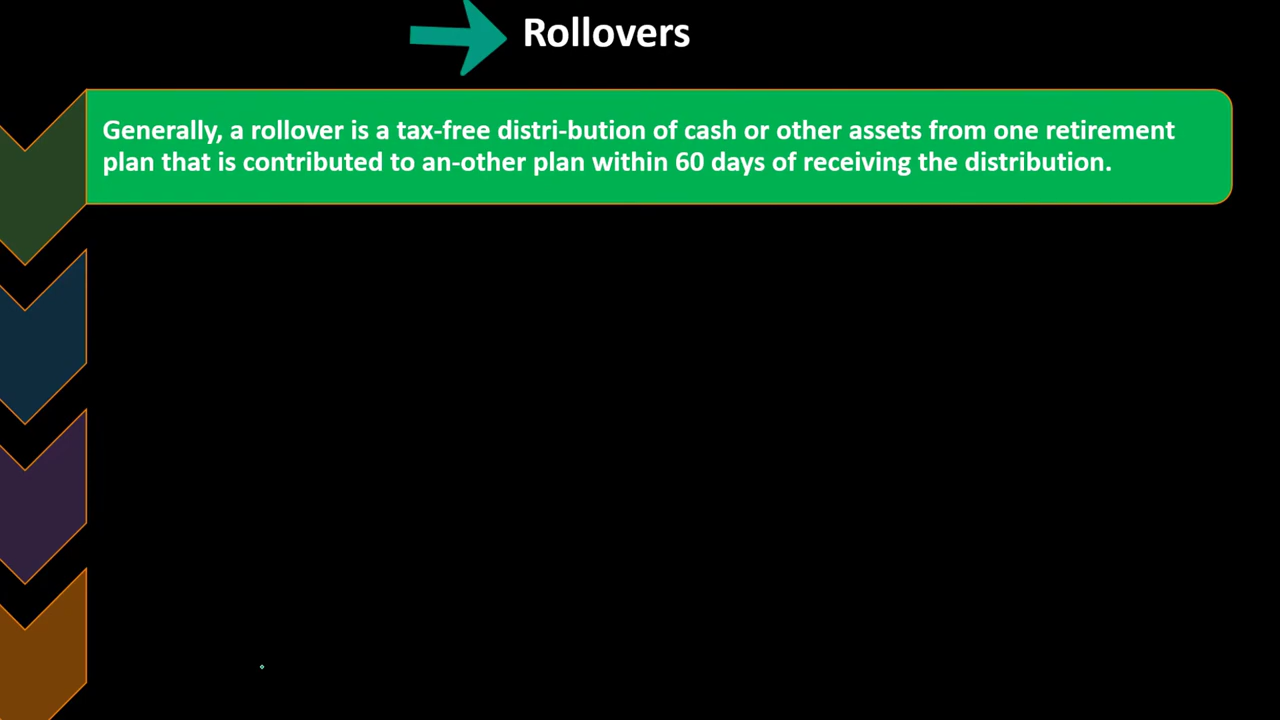 Rollovers
Generally, a rollover is a tax-free distri-bution of cash or other assets from one retirement
plan that is contributed to an-other plan within 60 days of receiving the distribution.